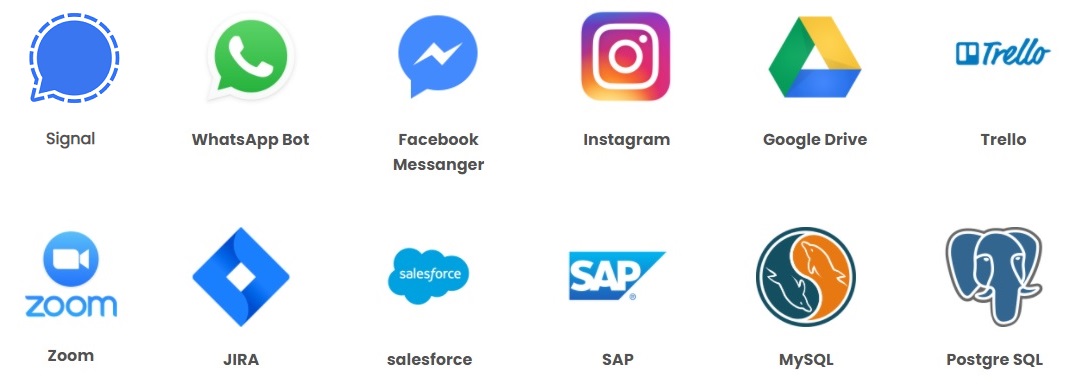 Trello
Signal
WhatsApp Bot
Facebook
Messanger
Instagram
Google Drive
Trello
zoom
salesforce
SAP
®
Zoom
JIRA
salesforce
SAP
MySQL
Postgre SQL